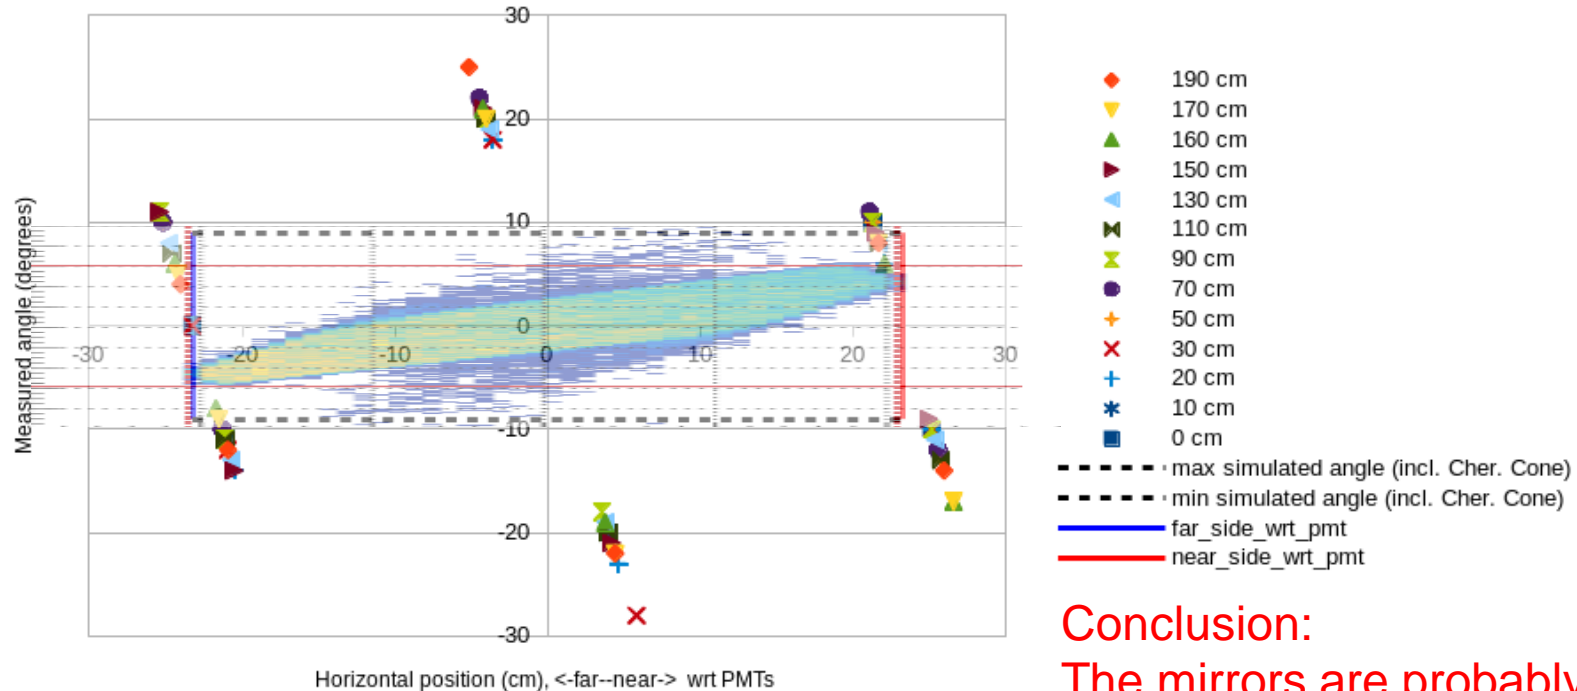 30
20
10
0
-10
-20
-30
-30 -20 -10 0 10 20 30
Measured angle (degrees)
Horizontal position (cm), <-far--near-> wrt PMTs
190 cm
170 cm
160 cm
150 cm
130 cm
110 cm
90 cm
70 cm
50 cm
30 cm
20 cm
10 cm
0 cm
max simulated angle (incl. Cher. Cone)
min simulated angle (incl. Cher. Cone)
far_side_wrt_pmt
near_side_wrt_pmt
Conclusion:
The mirrors are probably